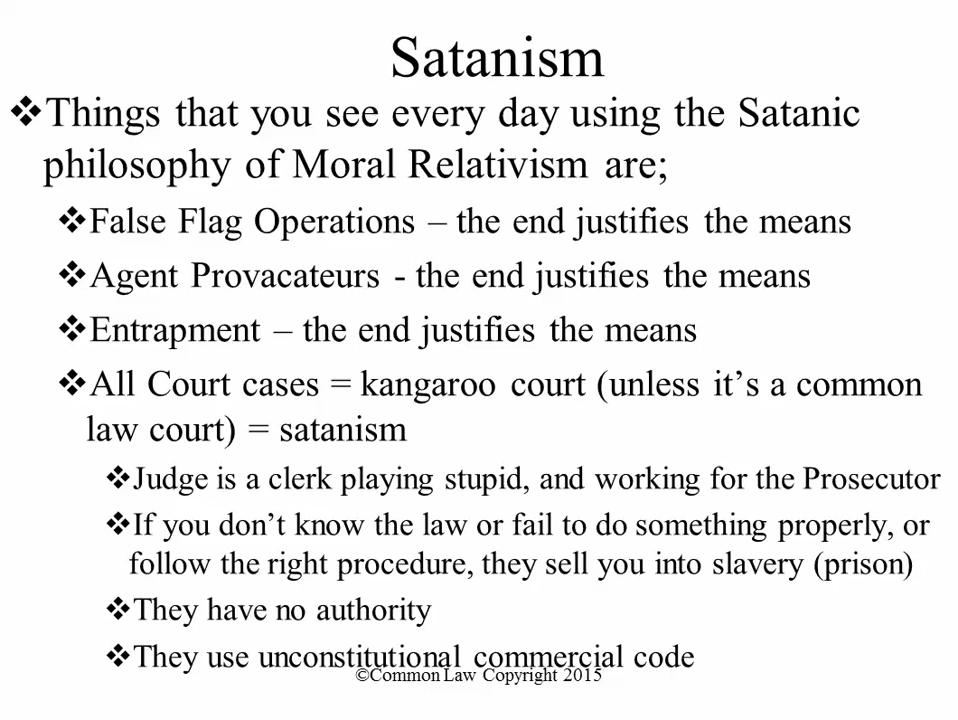 Satanism
❖Things that you see every day using the Satanic
philosophy of Moral Relativism are;
❖False Flag Operations – the end justifies the means
❖Agent Provacateurs - the end justifies the means
❖Entrapment – the end justifies the means
❖All Court cases = kangaroo court (unless it’s a common
law court) = satanism
❖Judge is a clerk playing stupid, and working for the Prosecutor
❖If you don’t know the law or fail to do something properly, or
follow the right procedure, they sell you into slavery (prison)
❖They have no authority
❖They use unconstitutional commercial code
©Common Law Copyright 2015